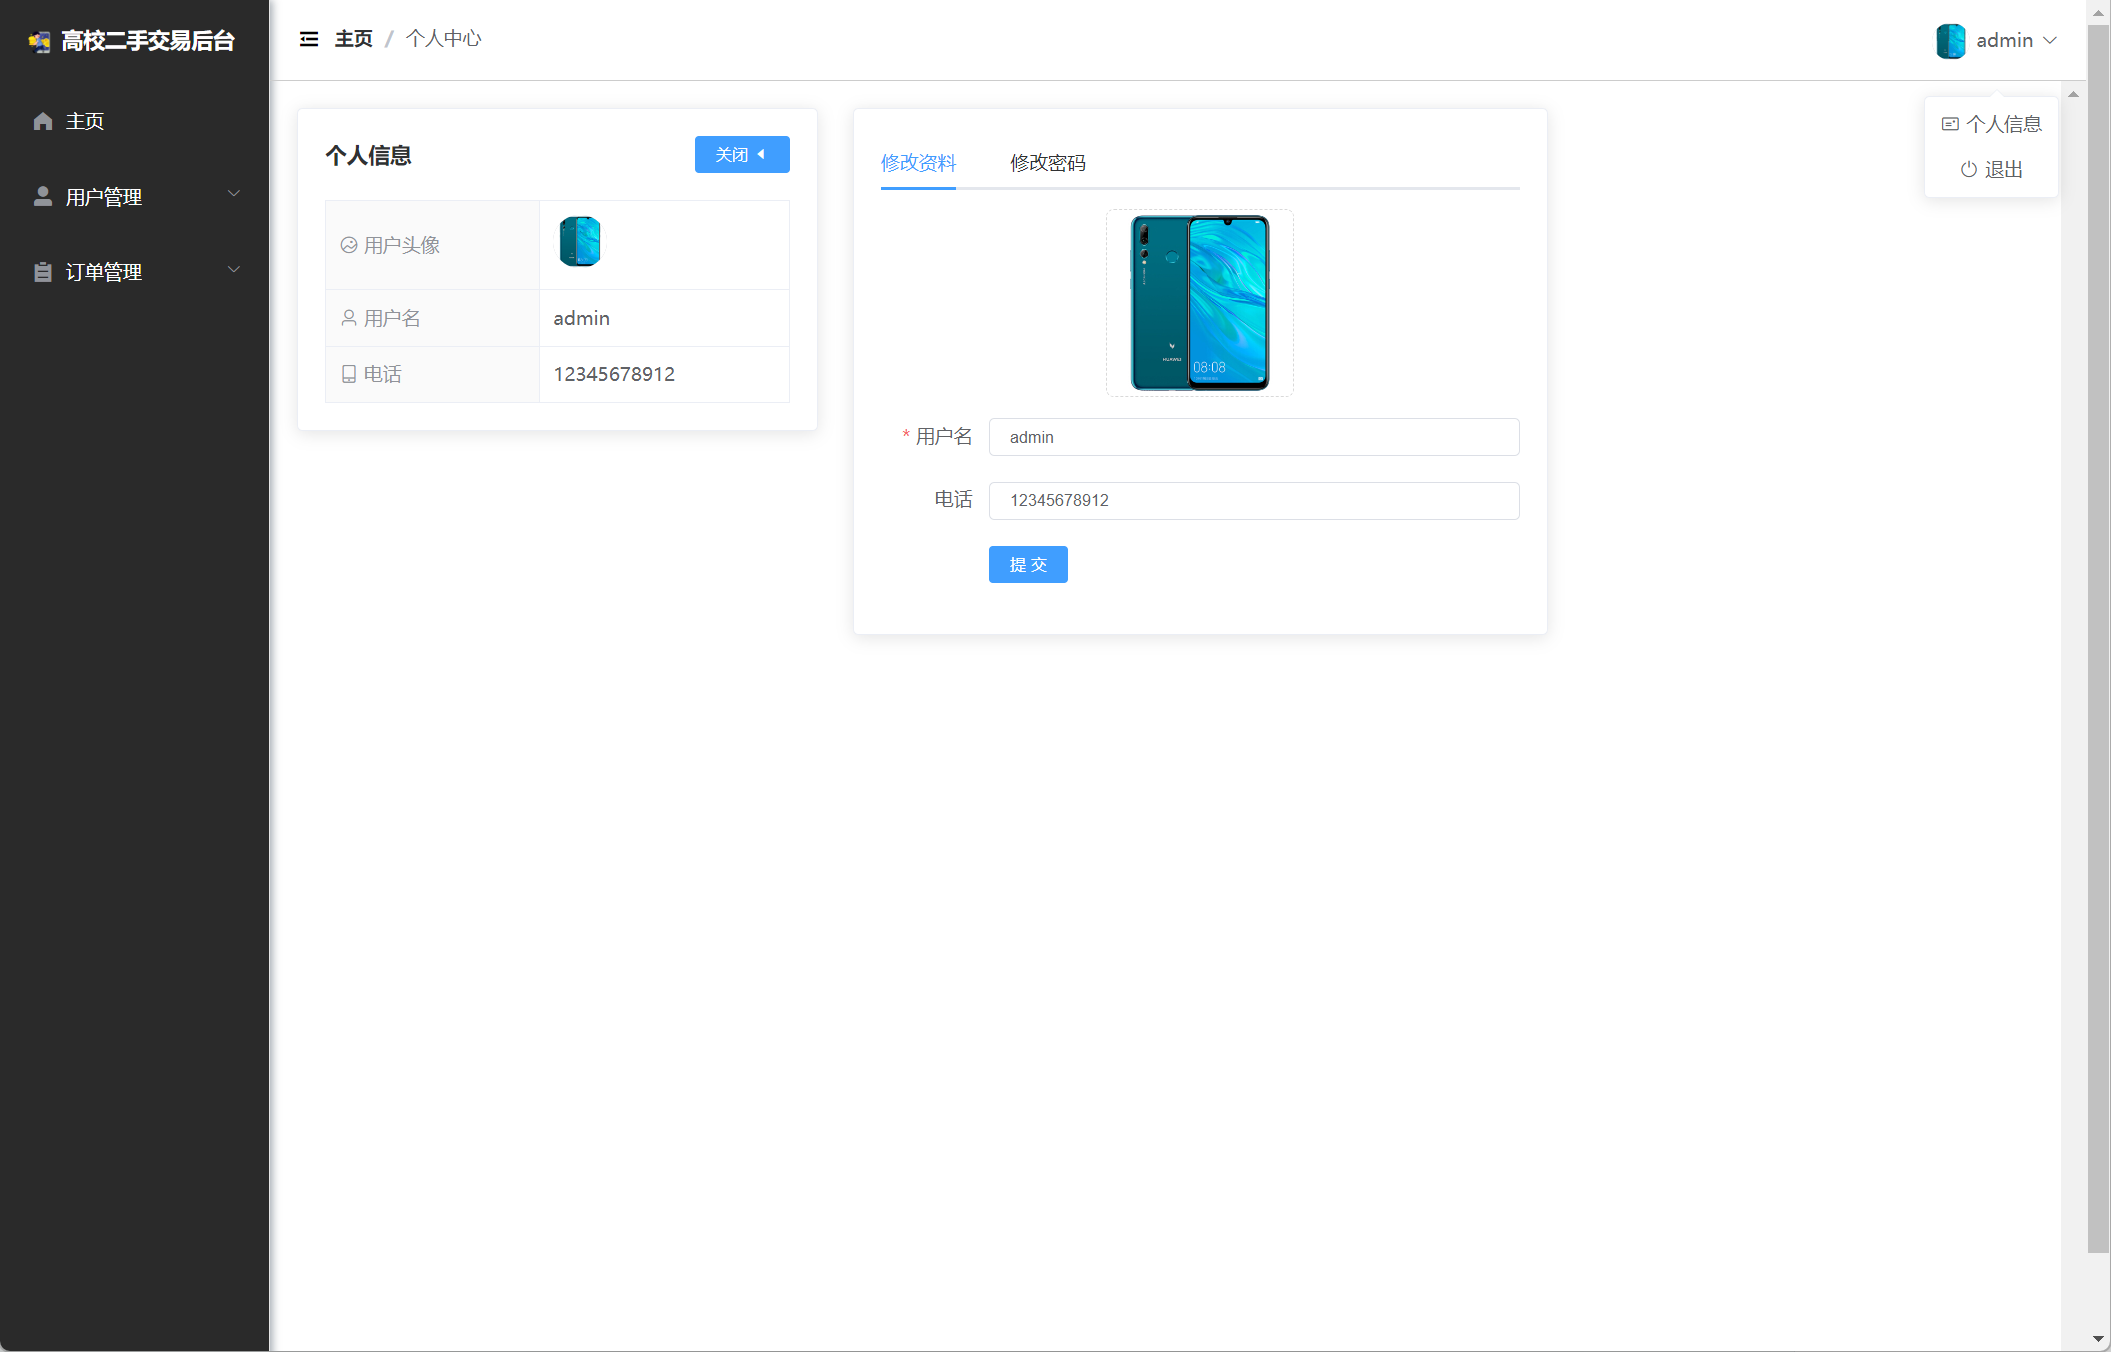 高校二手交易后台
主页
用户管理
订单管理
主页 / 个人中心
admin
个人信息
退出
个人信息
关闭
用户头像
用户名 admin
电话 12345678912
修改资料 修改密码
HUAWEI
08:08
* 用户名 admin
电话 12345678912
提 交